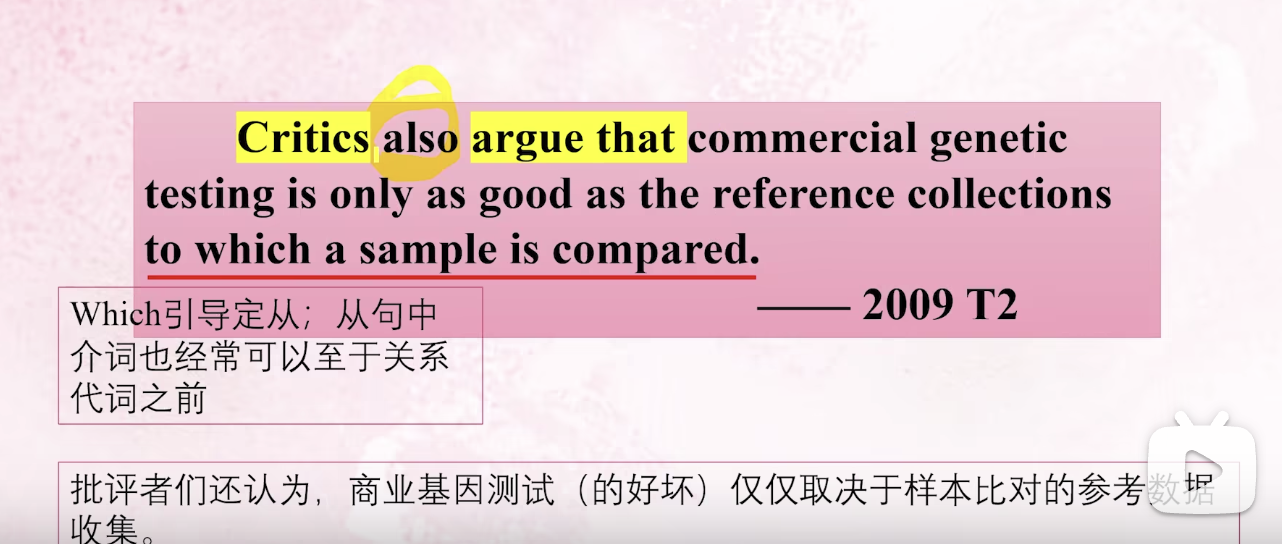 Critics also argue that commercial genetic
testing is only as good as the reference collections
to which a sample is compared.
—— 2009 T2
Which引导定从；从句中
介词也经常可以至于关系
代词之前
批评者们还认为，商业基因测试（的好坏）仅仅取决于样本比对的参考数据
收集。